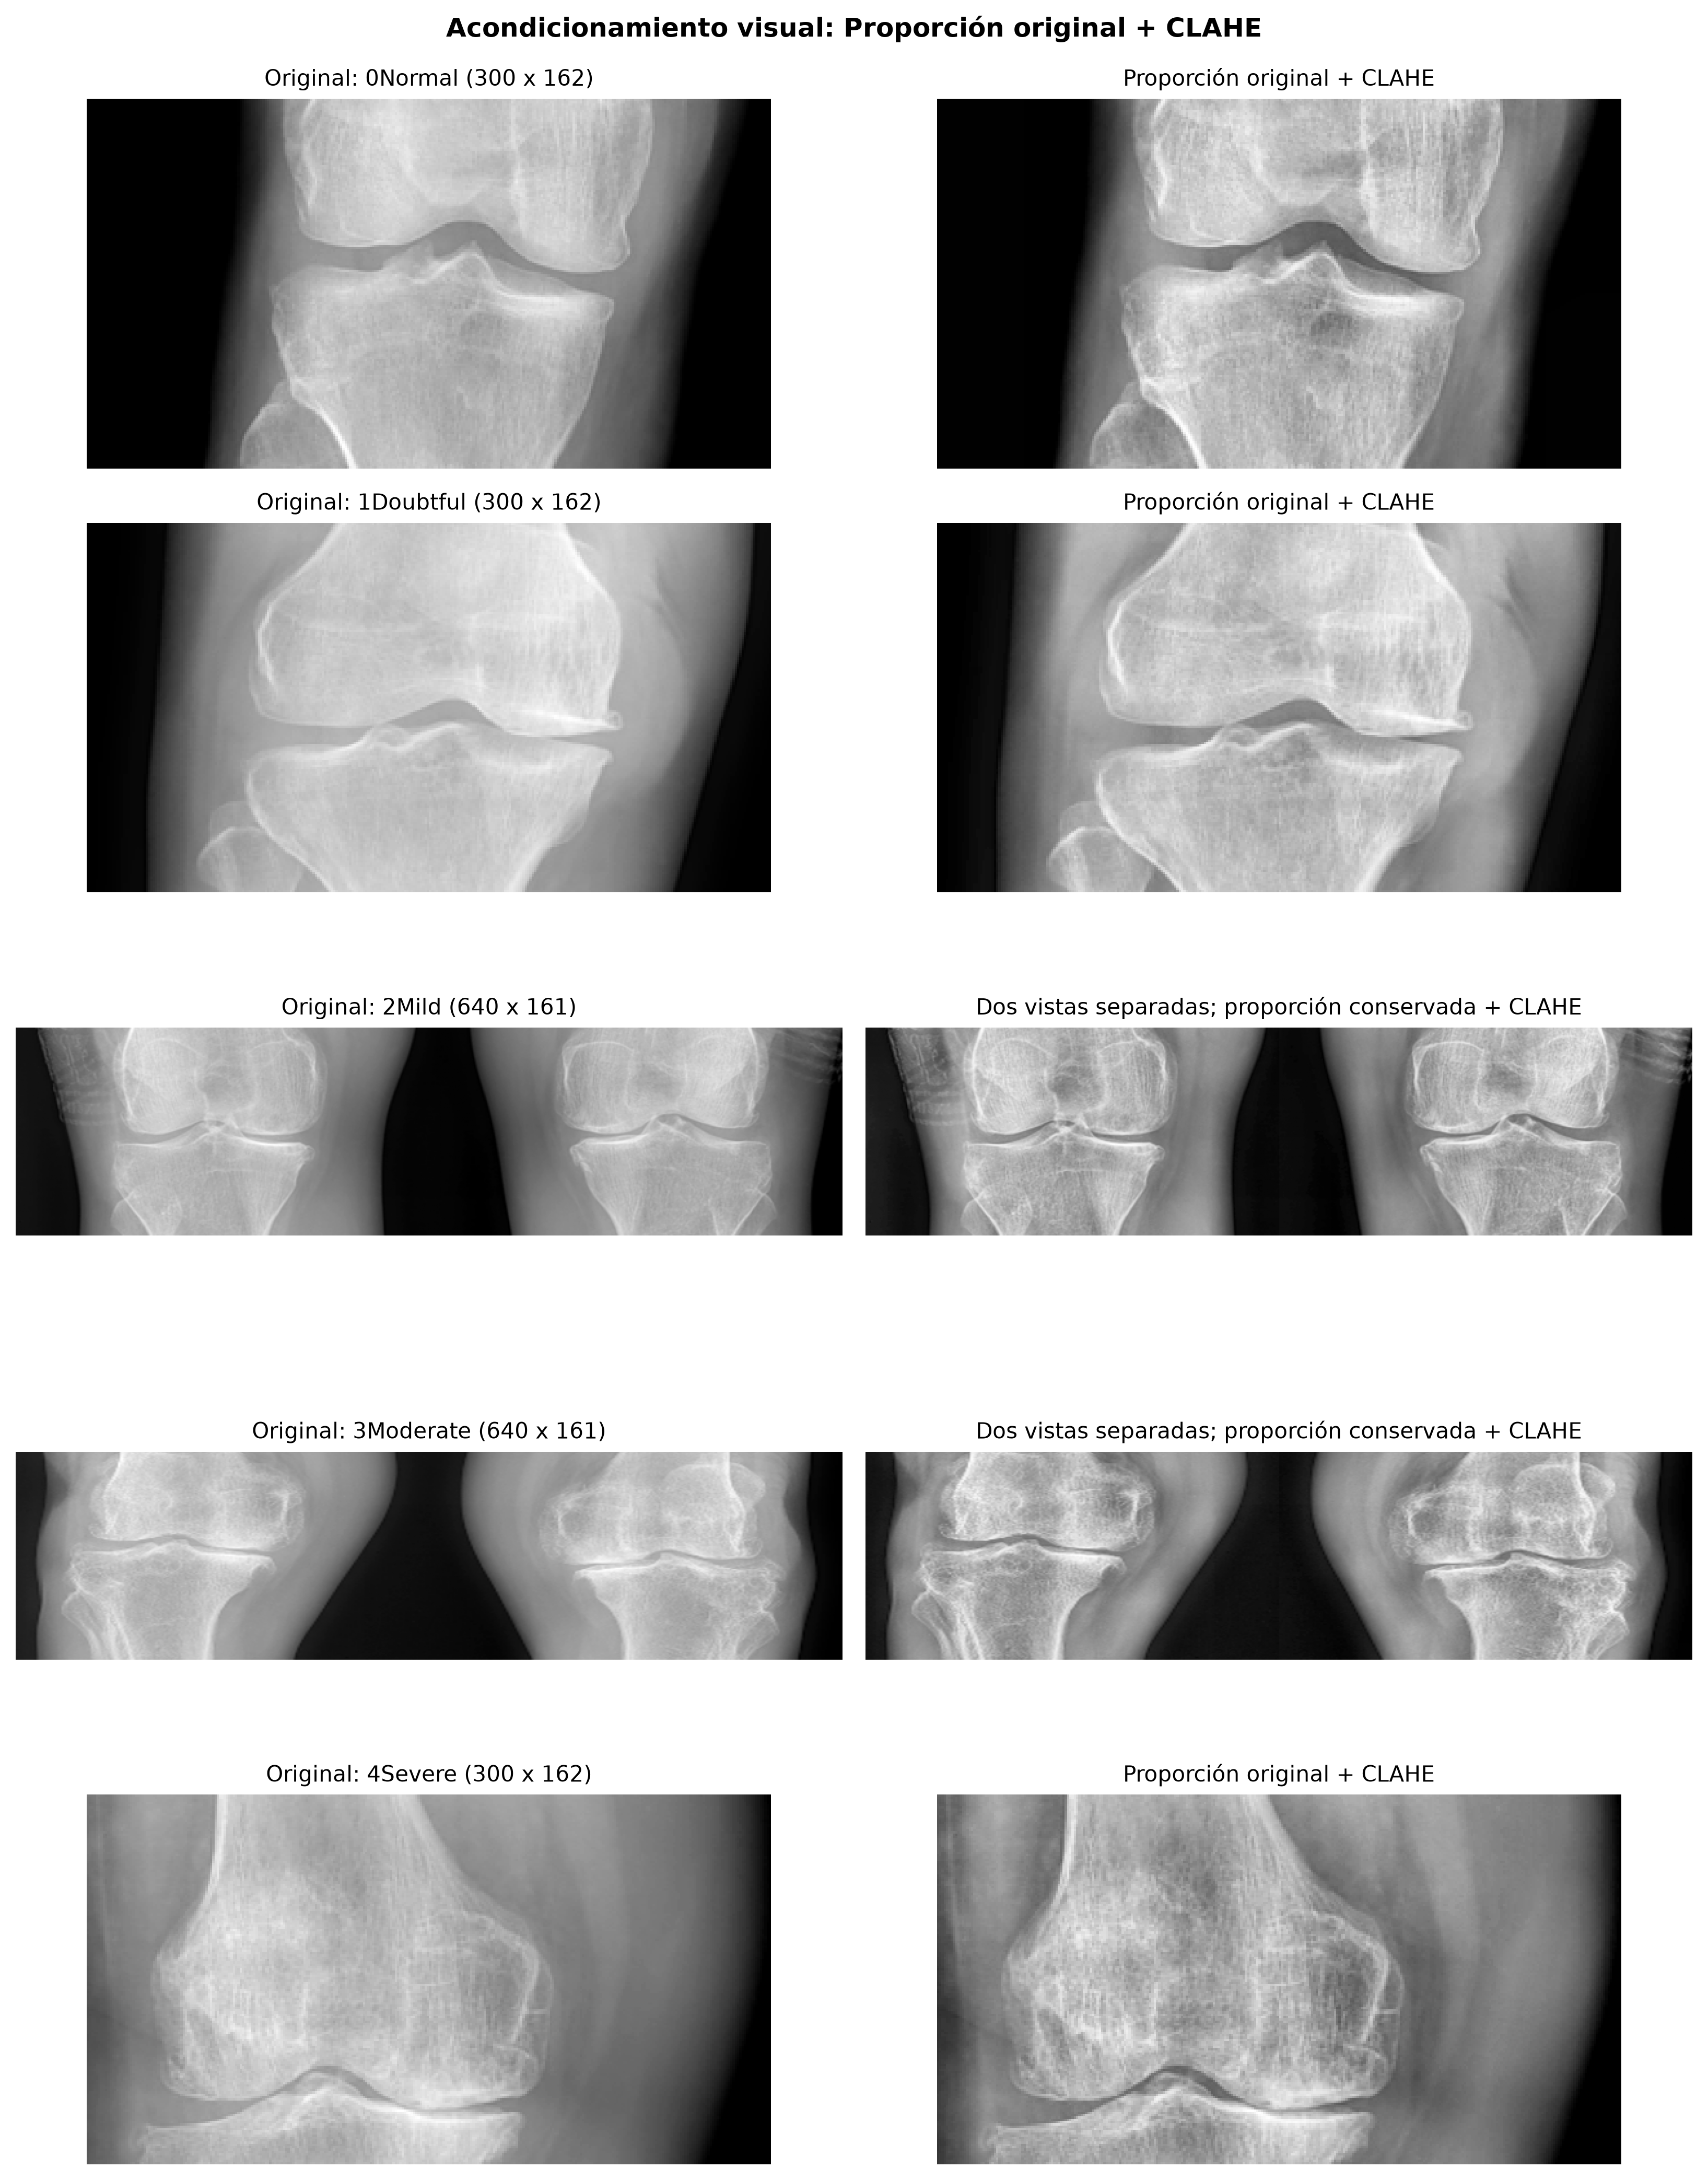 Acondicionamiento visual: Proporción original + CLAHE
Original: 0Normal (300 x 162)
Proporción original + CLAHE
Original: 1Doubtful (300 x 162)
Proporción original + CLAHE
Original: 2Mild (640 x 161)
Dos vistas separadas; proporción conservada + CLAHE
Original: 3Moderate (640 x 161)
Dos vistas separadas; proporción conservada + CLAHE
Original: 4Severe (300 x 162)
Proporción original + CLAHE